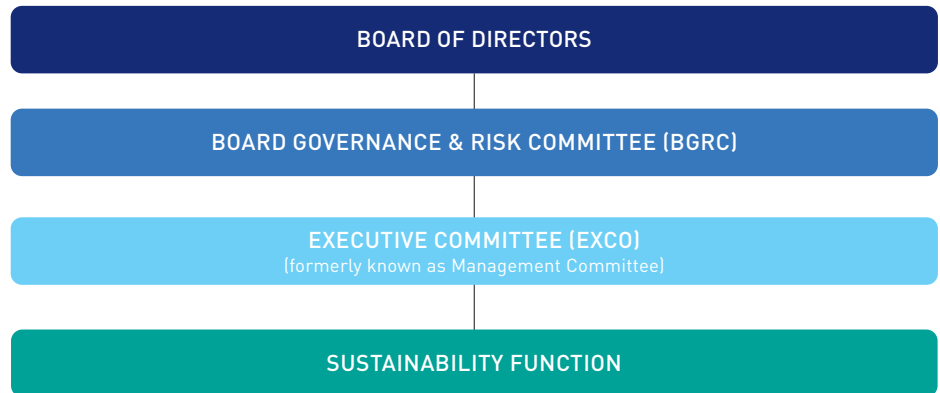 BOARD OF DIRECTORS
BOARD GOVERNANCE & RISK COMMITTEE (BGRC)
EXECUTIVE COMMITTEE (EXCO)
(formerly known as Management Committee)
SUSTAINABILITY FUNCTION